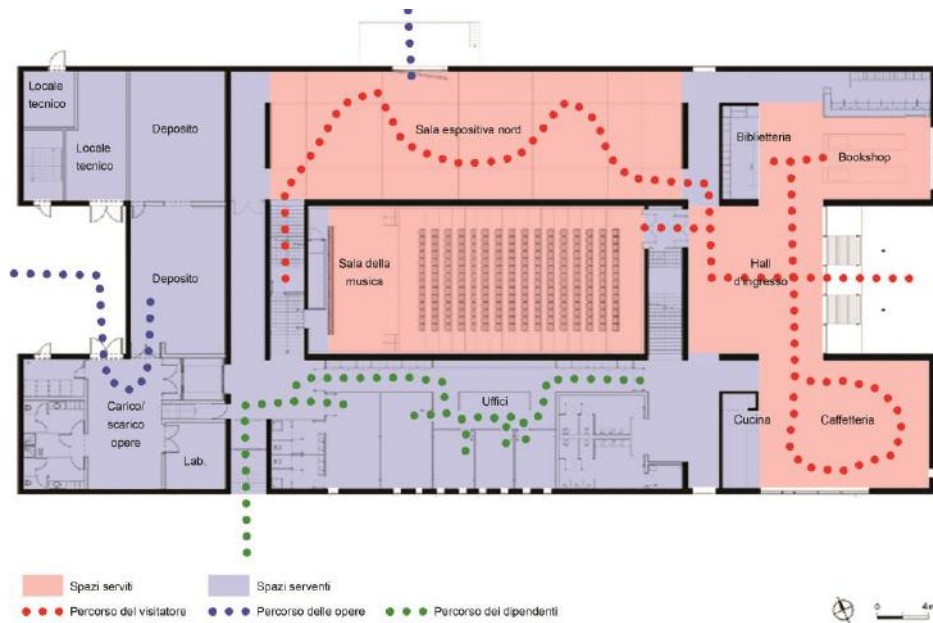 Locale
tecnico
Locale
tecnico
Deposito
Sala espositiva nord
Biblietteria
Bookshop
Deposito
Sala della
musica
Hall
d'ingresso
Carico/
scarico
opere
Lab.
Uffici
Cucina
Caffetteria
Spazi serviti
Spazi serventi
Percorso del visitatore
Percorso delle opere
Percorso dei dipendenti
0